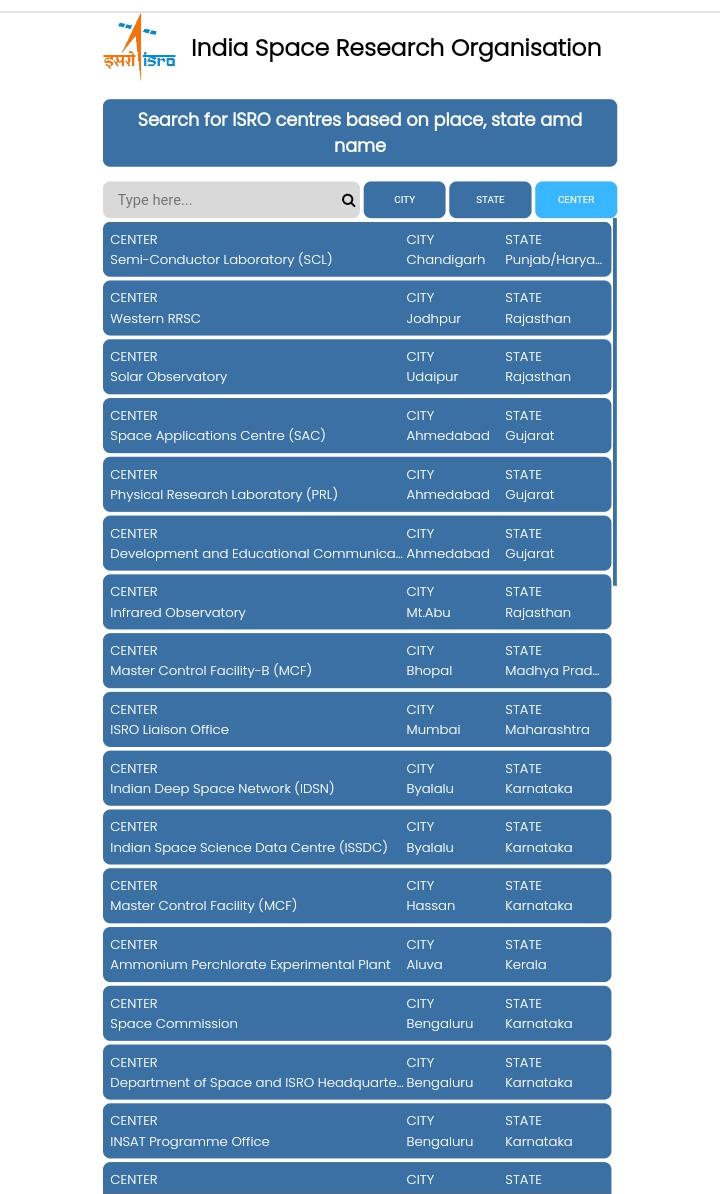 इसरो isro
India Space Research Organisation
Search for ISRO centres based on place, state amd
name
Type here...
CITY
STATE
CENTER
CENTER CITY STATE
Semi-Conductor Laboratory (SCL) Chandigarh Punjab/Harya...
CENTER CITY STATE
Western RRSC Jodhpur Rajasthan
CENTER CITY STATE
Solar Observatory Udaipur Rajasthan
CENTER CITY STATE
Space Applications Centre (SAC) Ahmedabad Gujarat
CENTER CITY STATE
Physical Research Laboratory (PRL) Ahmedabad Gujarat
CENTER CITY STATE
Development and Educational Communica... Ahmedabad Gujarat
CENTER CITY STATE
Infrared Observatory Mt.Abu Rajasthan
CENTER CITY STATE
Master Control Facility-B (MCF) Bhopal Madhya Prad...
CENTER CITY STATE
ISRO Liaison Office Mumbai Maharashtra
CENTER CITY STATE
Indian Deep Space Network (IDSN) Byalalu Karnataka
CENTER CITY STATE
Indian Space Science Data Centre (ISSDC) Byalalu Karnataka
CENTER CITY STATE
Master Control Facility (MCF) Hassan Karnataka
CENTER CITY STATE
Ammonium Perchlorate Experimental Plant Aluva Kerala
CENTER CITY STATE
Space Commission Bengaluru Karnataka
CENTER CITY STATE
Department of Space and ISRO Headquarte... Bengaluru Karnataka
CENTER CITY STATE
INSAT Programme Office Bengaluru Karnataka
CENTER CITY STATE